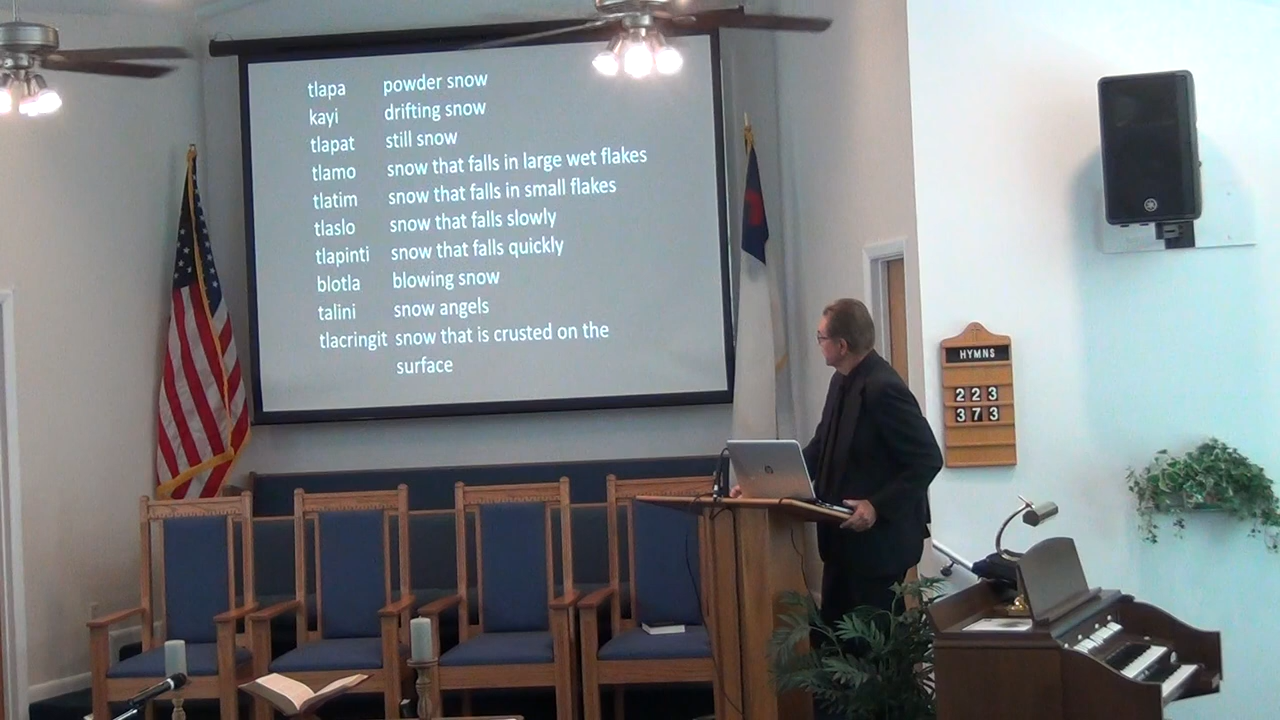 tlapa powder snow
kayi drifting snow
tlapat still snow
tlamo snow that falls in large wet flakes
tlatim snow that falls in small flakes
tlaslo snow that falls slowly
tlapinti snow that falls quickly
blotla blowing snow
talini snow angels
tlacringit snow that is crusted on the
surface
HYMNS
223
373